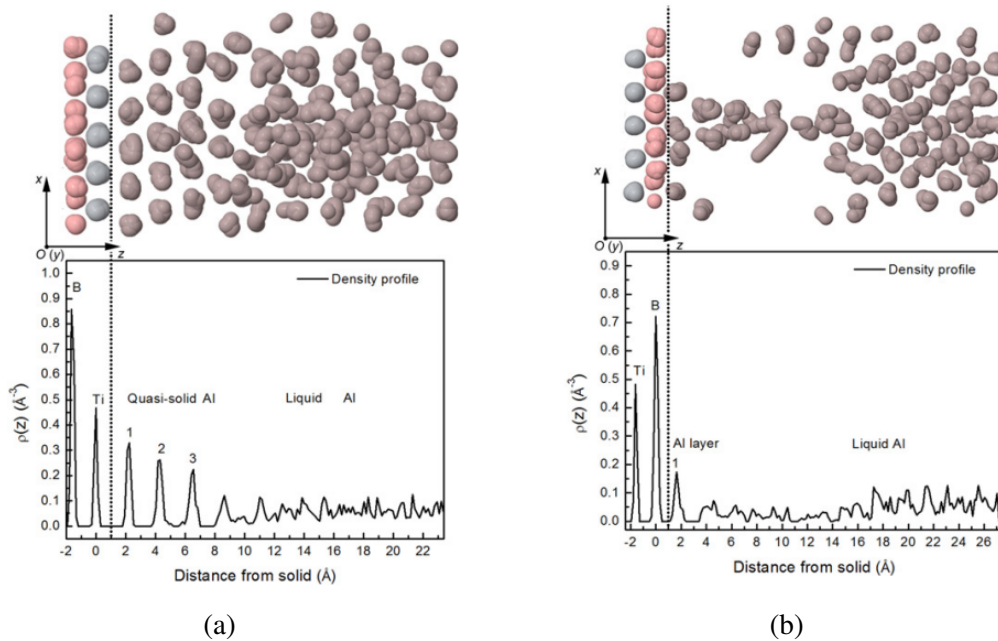 x
O (y)
z
1.0
0.9
0.8
0.7
0.6
0.5
0.4
0.3
0.2
0.1
0.0
ρ(z) (Å⁻³)
B
Density profile
Ti
Quasi-solid Al
Liquid Al
1
2
3
-2 0 2 4 6 8 10 12 14 16 18 20 22
Distance from solid (Å)
(a)
x
O (y)
z
0.9
0.8
0.7
0.6
0.5
0.4
0.3
0.2
0.1
0.0
ρ(z) (Å⁻³)
Density profile
B
Ti
Al layer
Liquid Al
1
-2 0 2 4 6 8 10 12 14 16 18 20 22 24 26
Distance from solid (Å)
(b)